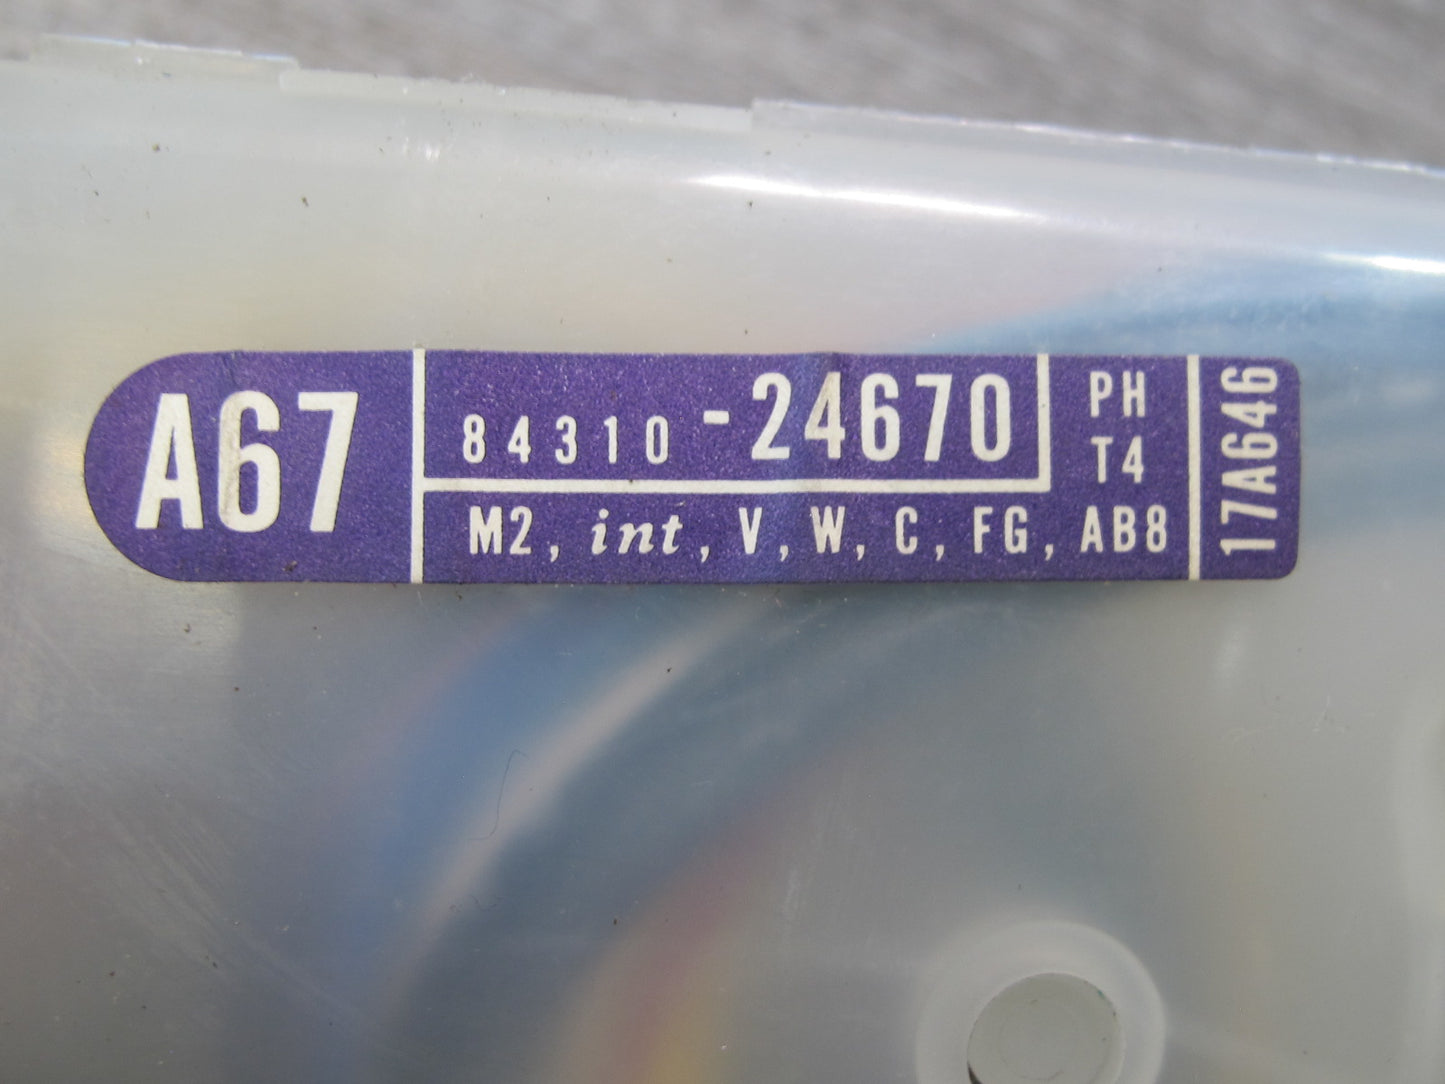 A67
84310-24670
PH
T4
M2, int, V, W, C, FG, AB8
17A646